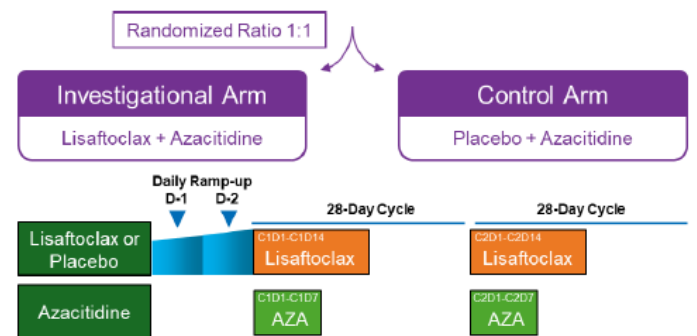 Randomized Ratio 1:1
Investigational Arm
Control Arm
Lisaftoclax + Azacitidine
Placebo + Azacitidine
Daily Ramp-up
D-1 D-2
28-Day Cycle
28-Day Cycle
Lisaftoclax or
Placebo
C1D1-C1D14
Lisaftoclax
C2D1-C2D14
Lisaftoclax
Azacitidine
C1D1-C1D7
AZA
C2D1-C2D7
AZA